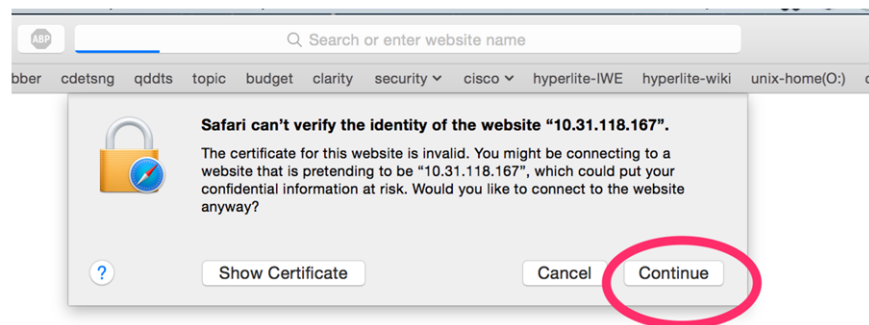 ABP
Search or enter website name
bber cdetsng qddts topic budget clarity security cisco hyperlite-IWE hyperlite-wiki unix-home(O:)
Safari can't verify the identity of the website “10.31.118.167”.
The certificate for this website is invalid. You might be connecting to a
website that is pretending to be “10.31.118.167”, which could put your
confidential information at risk. Would you like to connect to the website
anyway?
? Show Certificate Cancel Continue